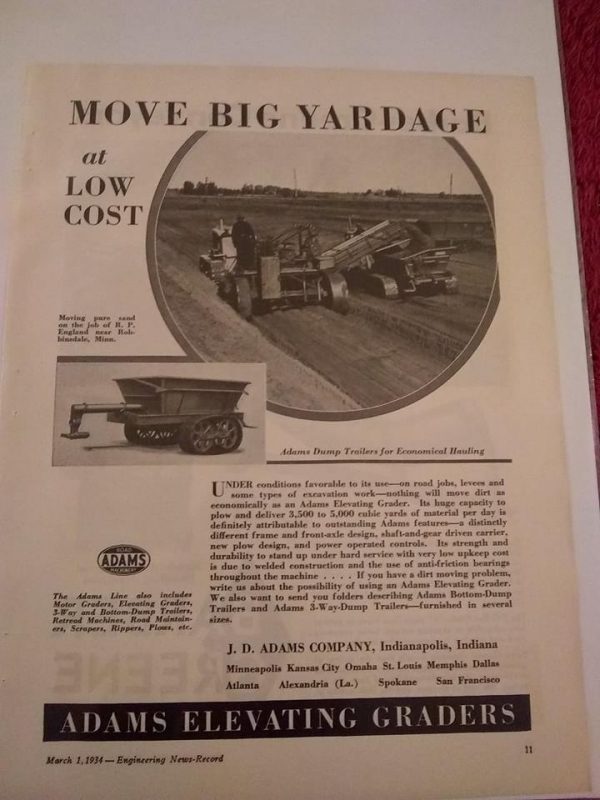 MOVE BIG YARDAGE
at
LOW
COST
Moving pure sand
on the job of R. P.
England near Rob-
binsdale, Minn.
Adams Dump Trailers for Economical Hauling
UNDER conditions favorable to its use—on road jobs, levees and
some types of excavation work—nothing will move dirt as
economically as an Adams Elevating Grader. Its huge capacity to
plow and deliver 3,500 to 5,000 cubic yards of material per day is
definitely attributable to outstanding Adams features—a distinctly
different frame and front-axle design, shaft-and-gear driven carrier,
new plow design, and power operated controls. Its strength and
durability to stand up under hard service with very low upkeep cost
is due to welded construction and the use of anti-friction bearings
throughout the machine .... If you have a dirt moving problem,
write us about the possibility of using an Adams Elevating Grader.
We also want to send you folders describing Adams Bottom-Dump
Trailers and Adams 3-Way-Dump Trailers—furnished in several
sizes.
ROAD
ADAMS
MACHINERY
The Adams Line also includes
Motor Graders, Elevating Graders,
3-Way and Bottom-Dump Trailers,
Retread Machines, Road Maintain-
ers, Scrapers, Rippers, Plows, etc.
J. D. ADAMS COMPANY, Indianapolis, Indiana
Minneapolis Kansas City Omaha St. Louis Memphis Dallas
Atlanta Alexandria (La.) Spokane San Francisco
ADAMS ELEVATING GRADERS
March 1, 1934—Engineering News-Record
11